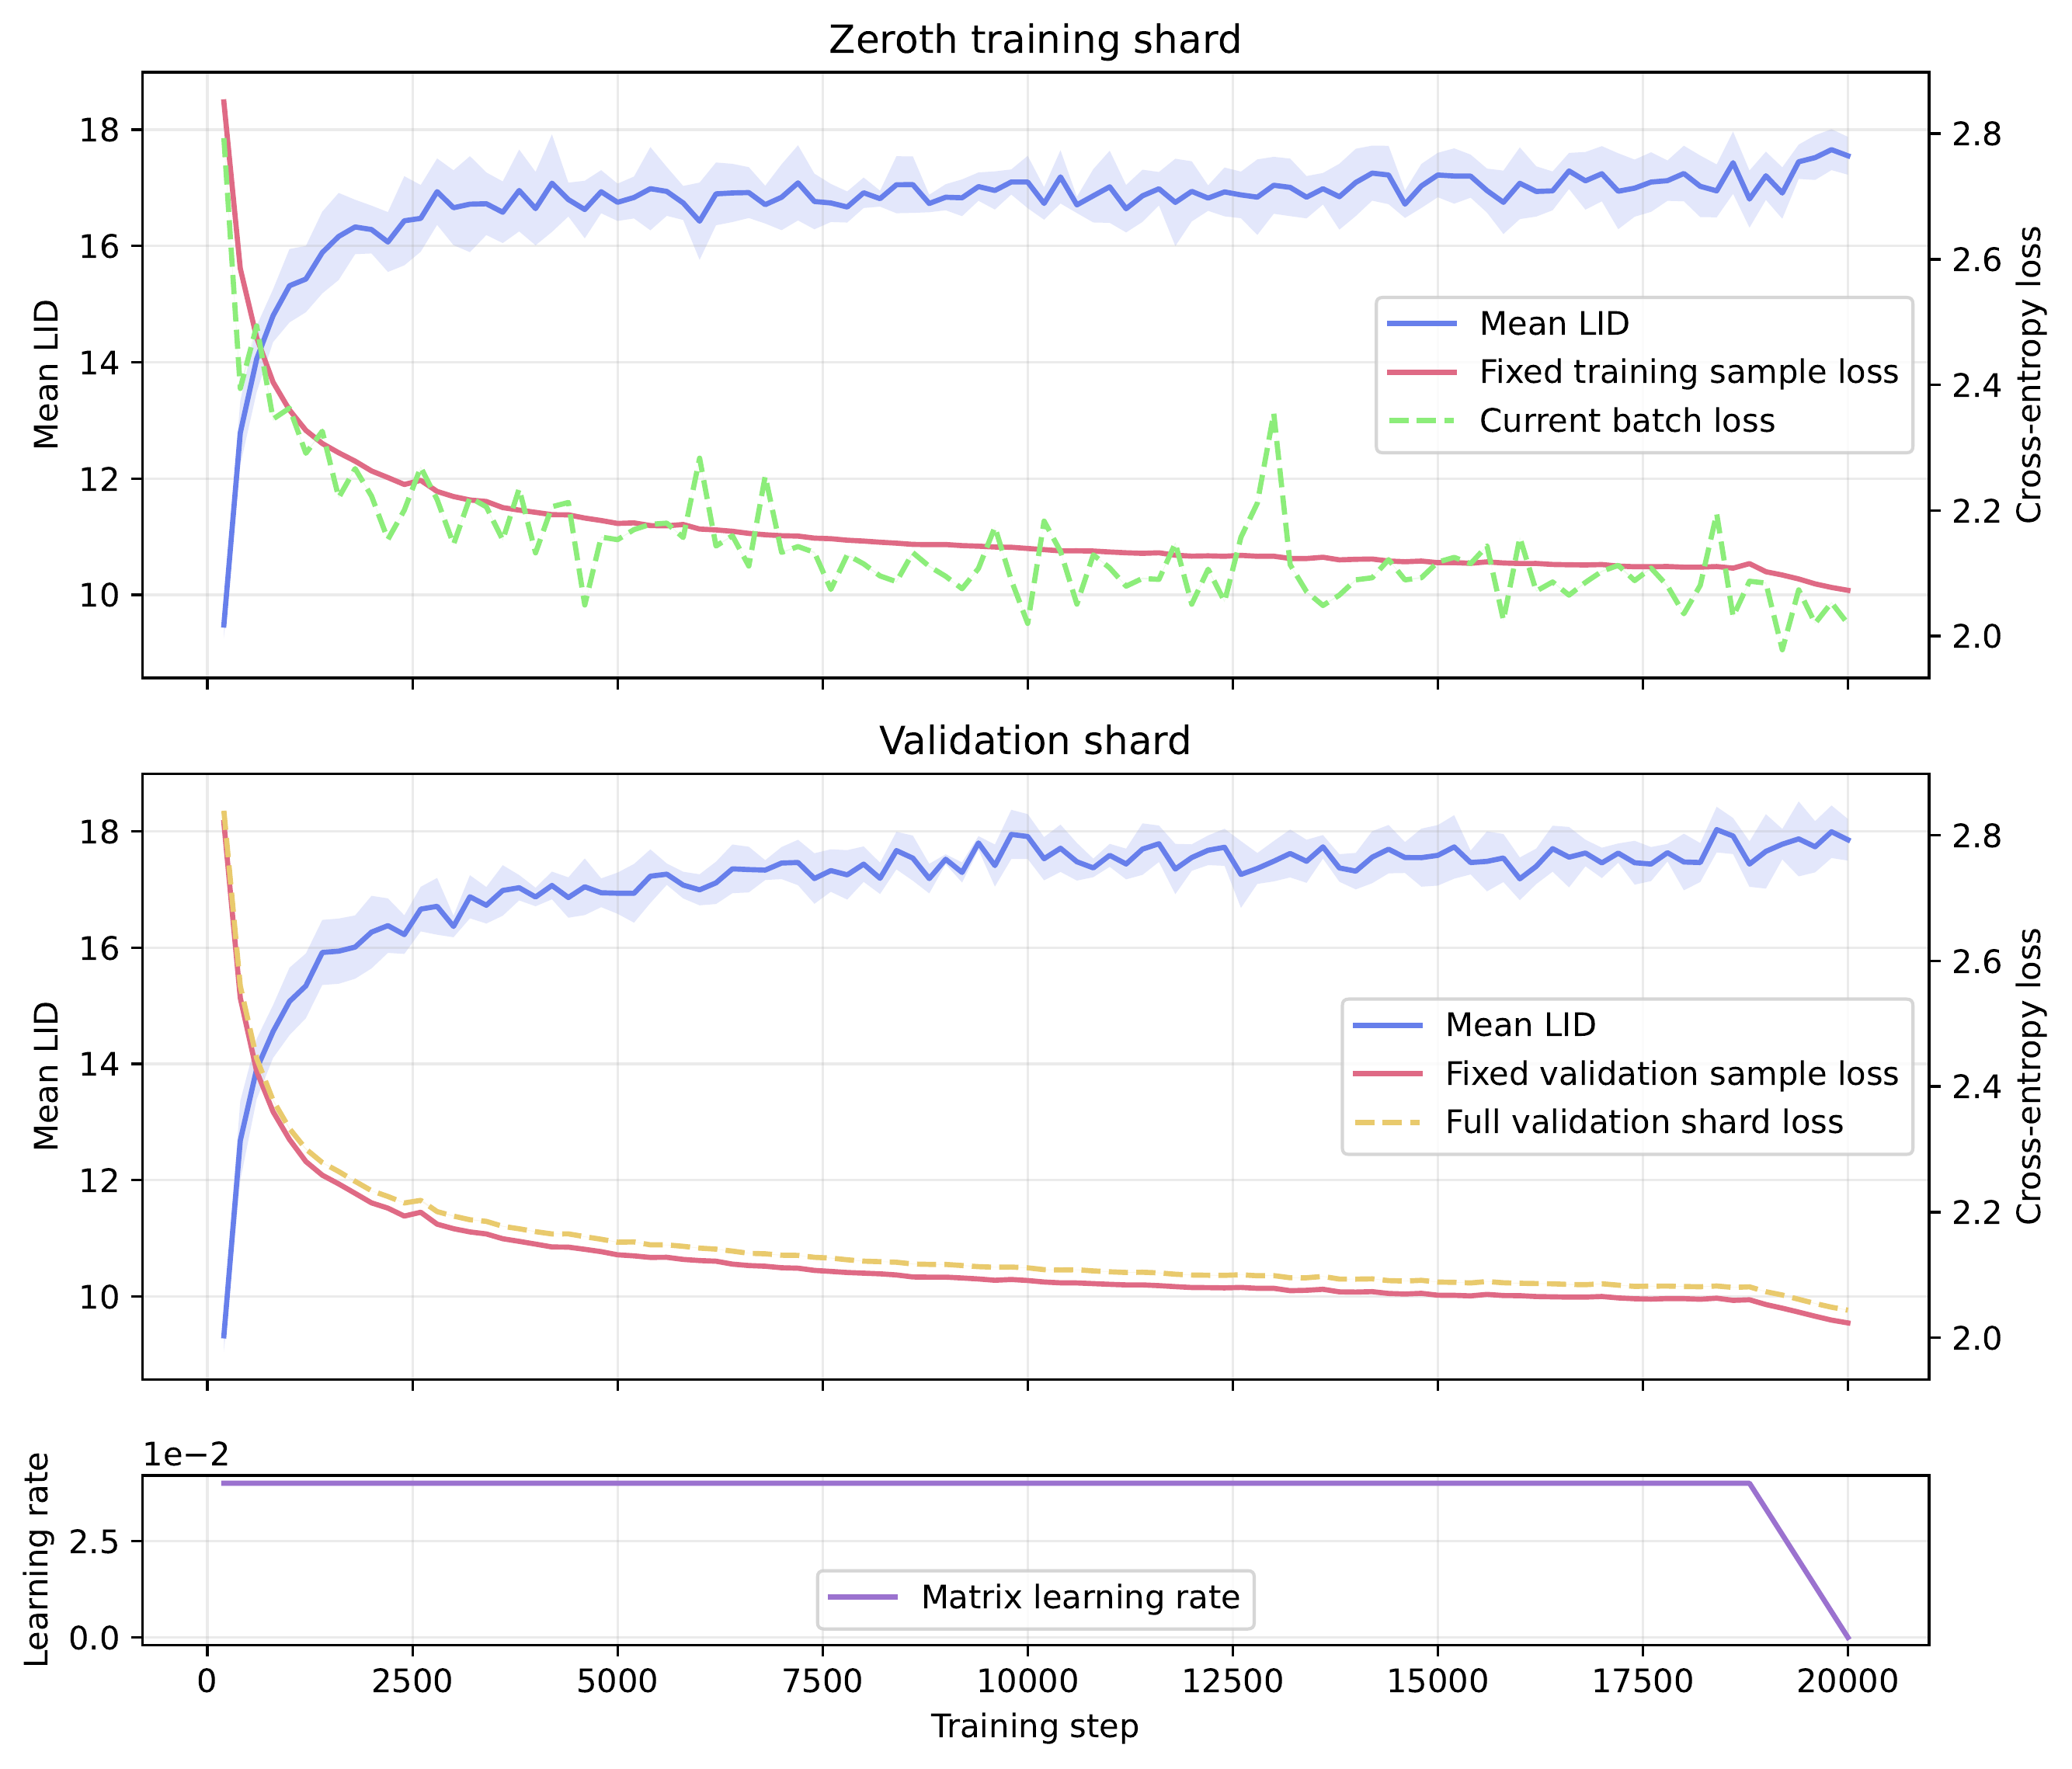 Zeroth training shard
18
16
14
12
10
Mean LID
2.8
2.6
2.4
2.2
2.0
Cross-entropy loss
Mean LID
Fixed training sample loss
Current batch loss
Validation shard
18
16
14
12
10
Mean LID
2.8
2.6
2.4
2.2
2.0
Cross-entropy loss
Mean LID
Fixed validation sample loss
Full validation shard loss
1e−2
2.5
0.0
Learning rate
Matrix learning rate
0 2500 5000 7500 10000 12500 15000 17500 20000
Training step